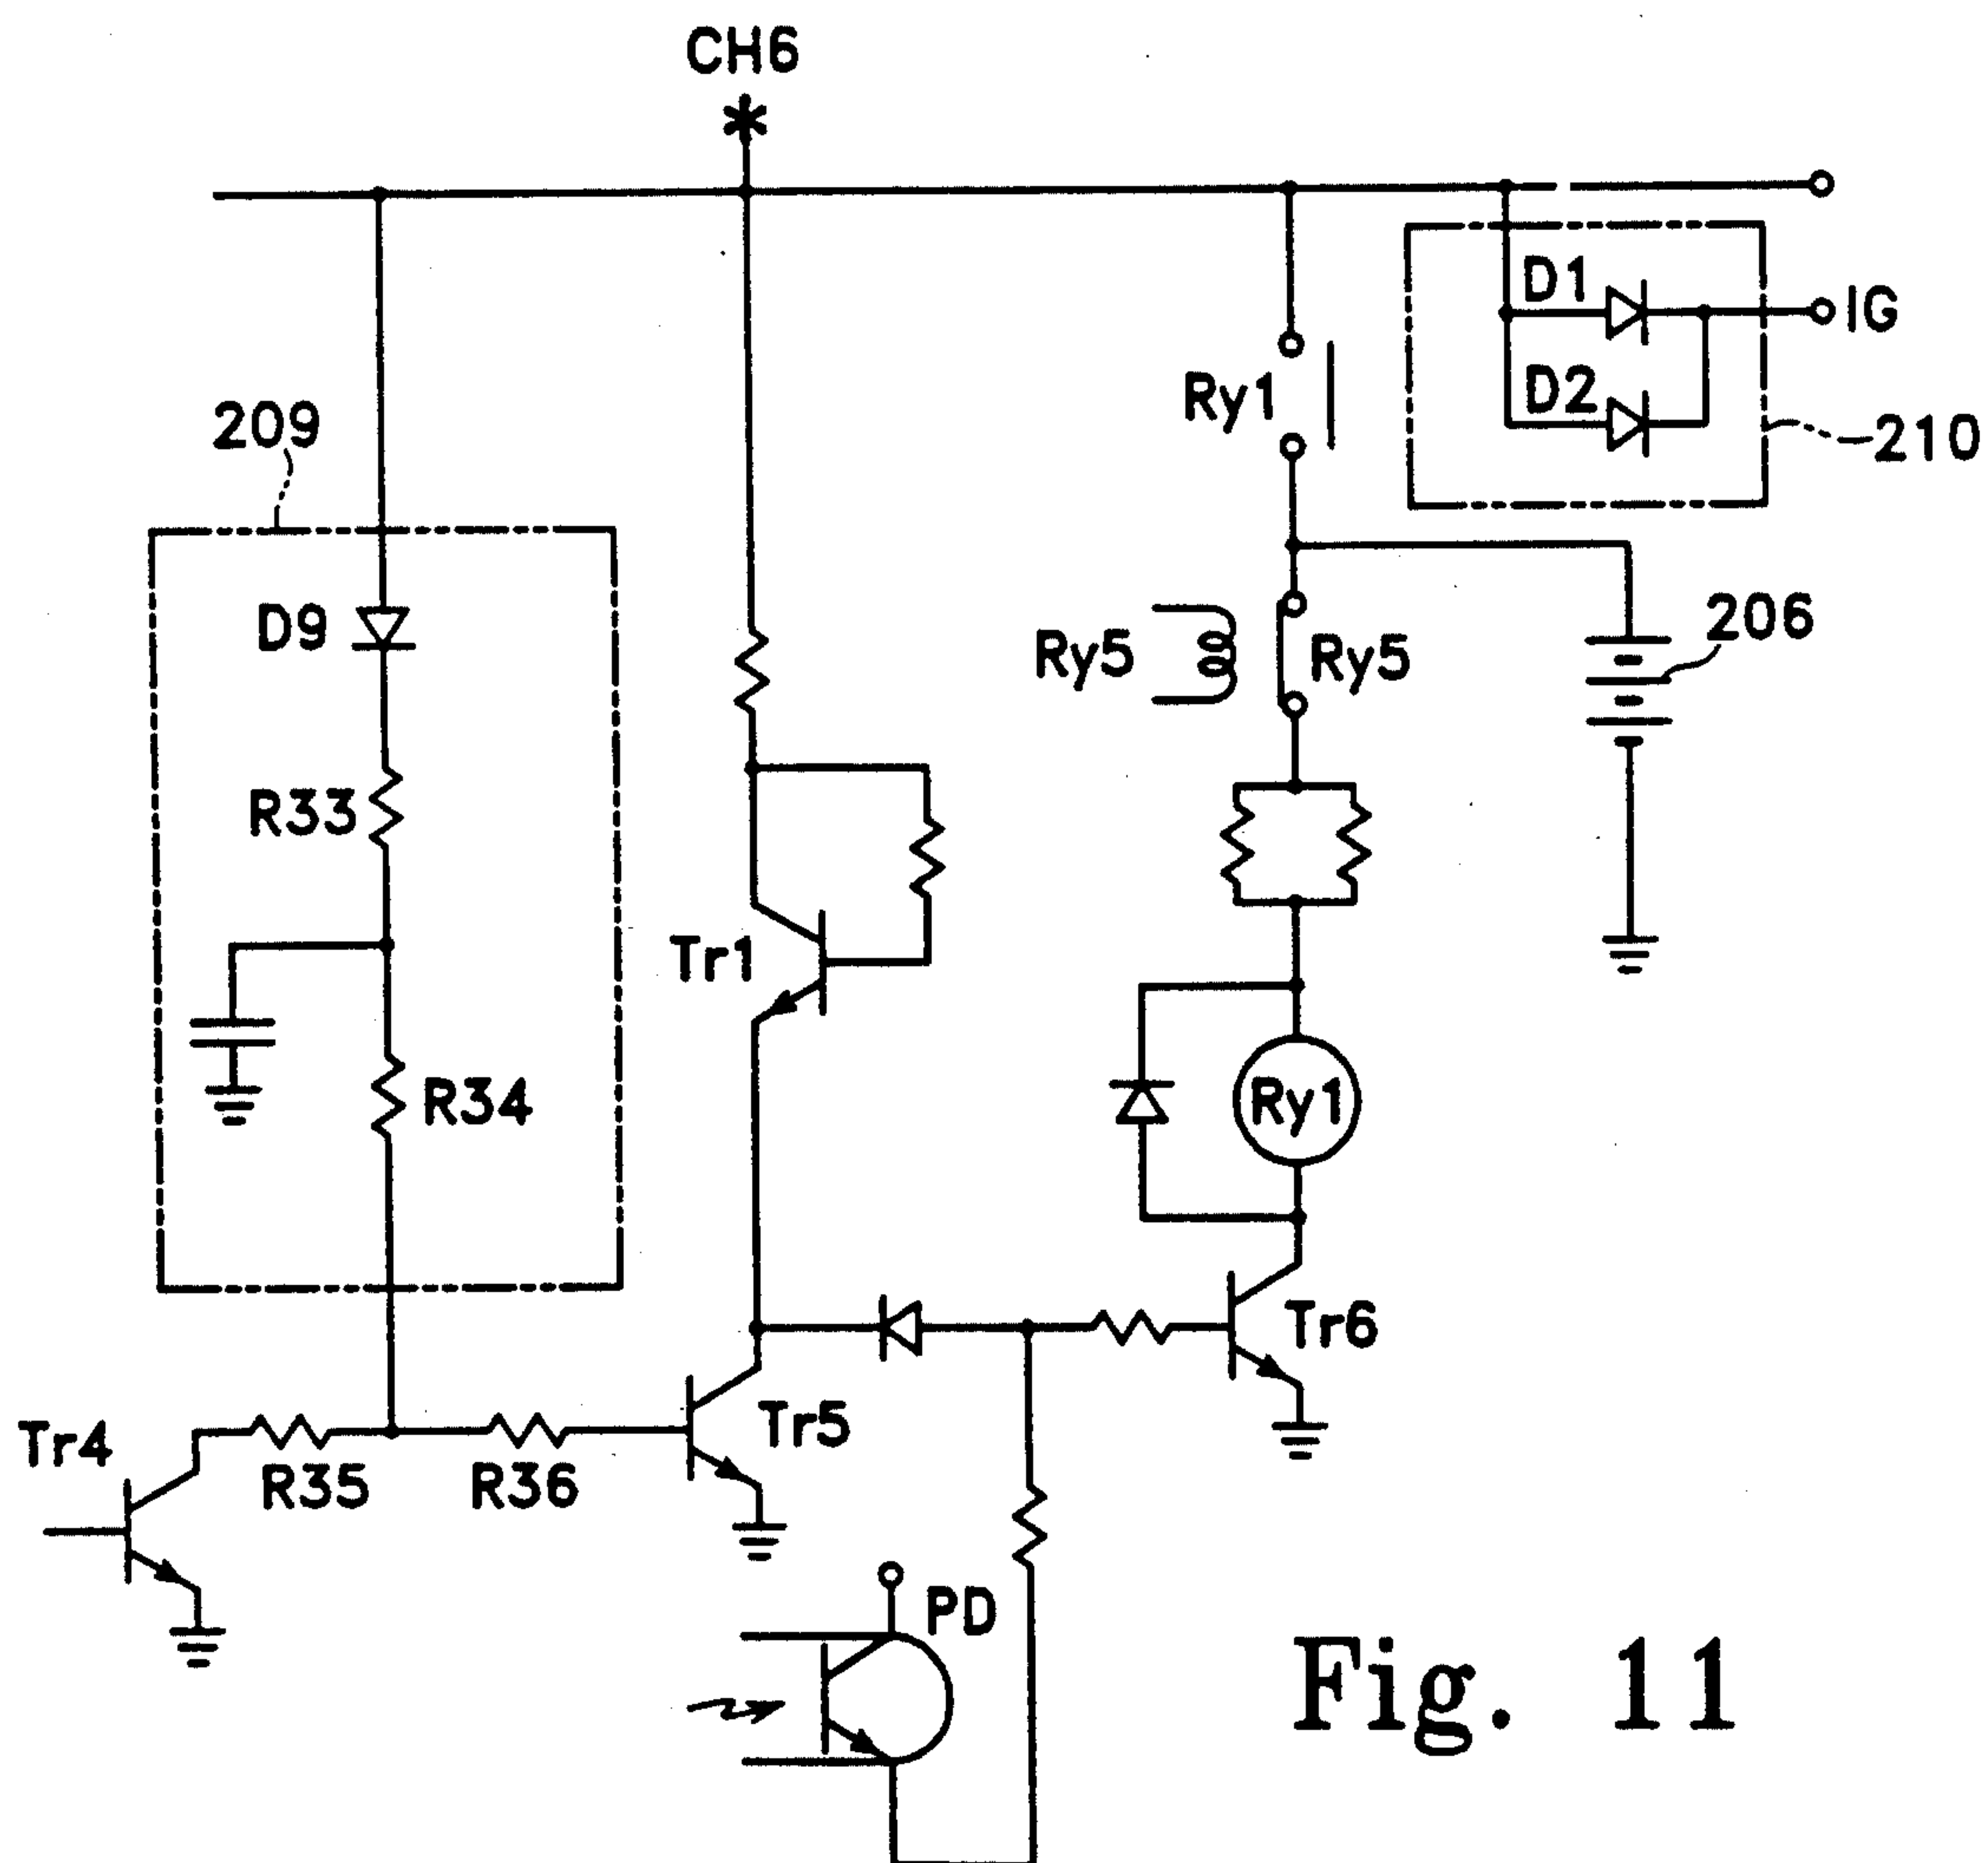 CH6
D1
IG
Ry1
D2
209
210
D9
Ry5
Ry5
206
R33
Tr1
R34
Ry1
Tr6
Tr4
Tr5
R35
R36
PD
Fig. 11